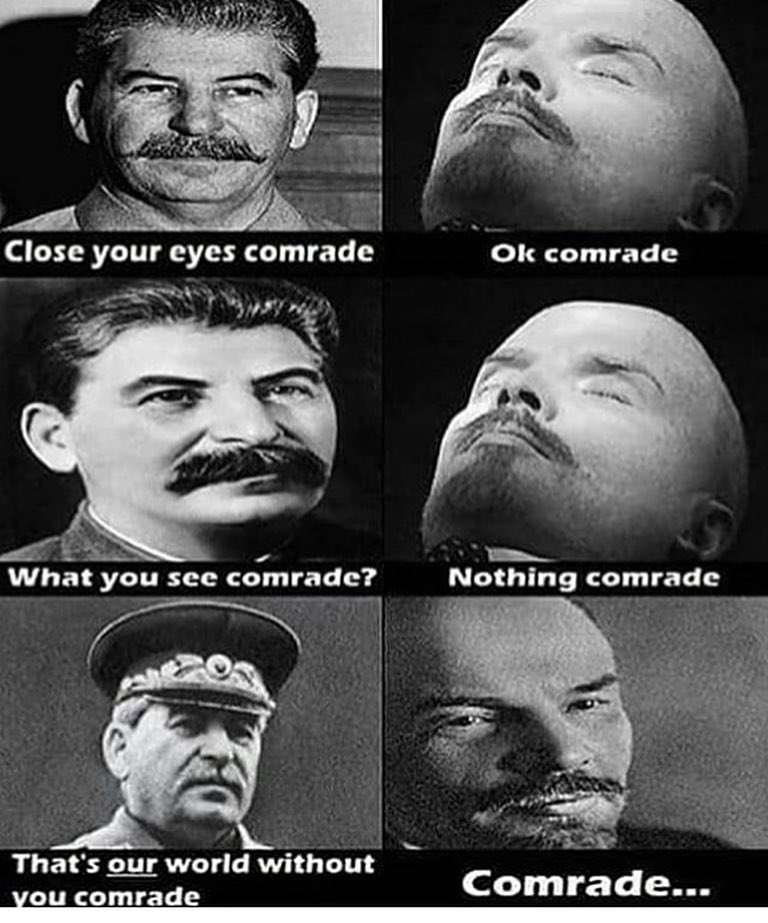 Close your eyes comrade
Ok comrade
What you see comrade?
Nothing comrade
That's our world without
you comrade
Comrade...